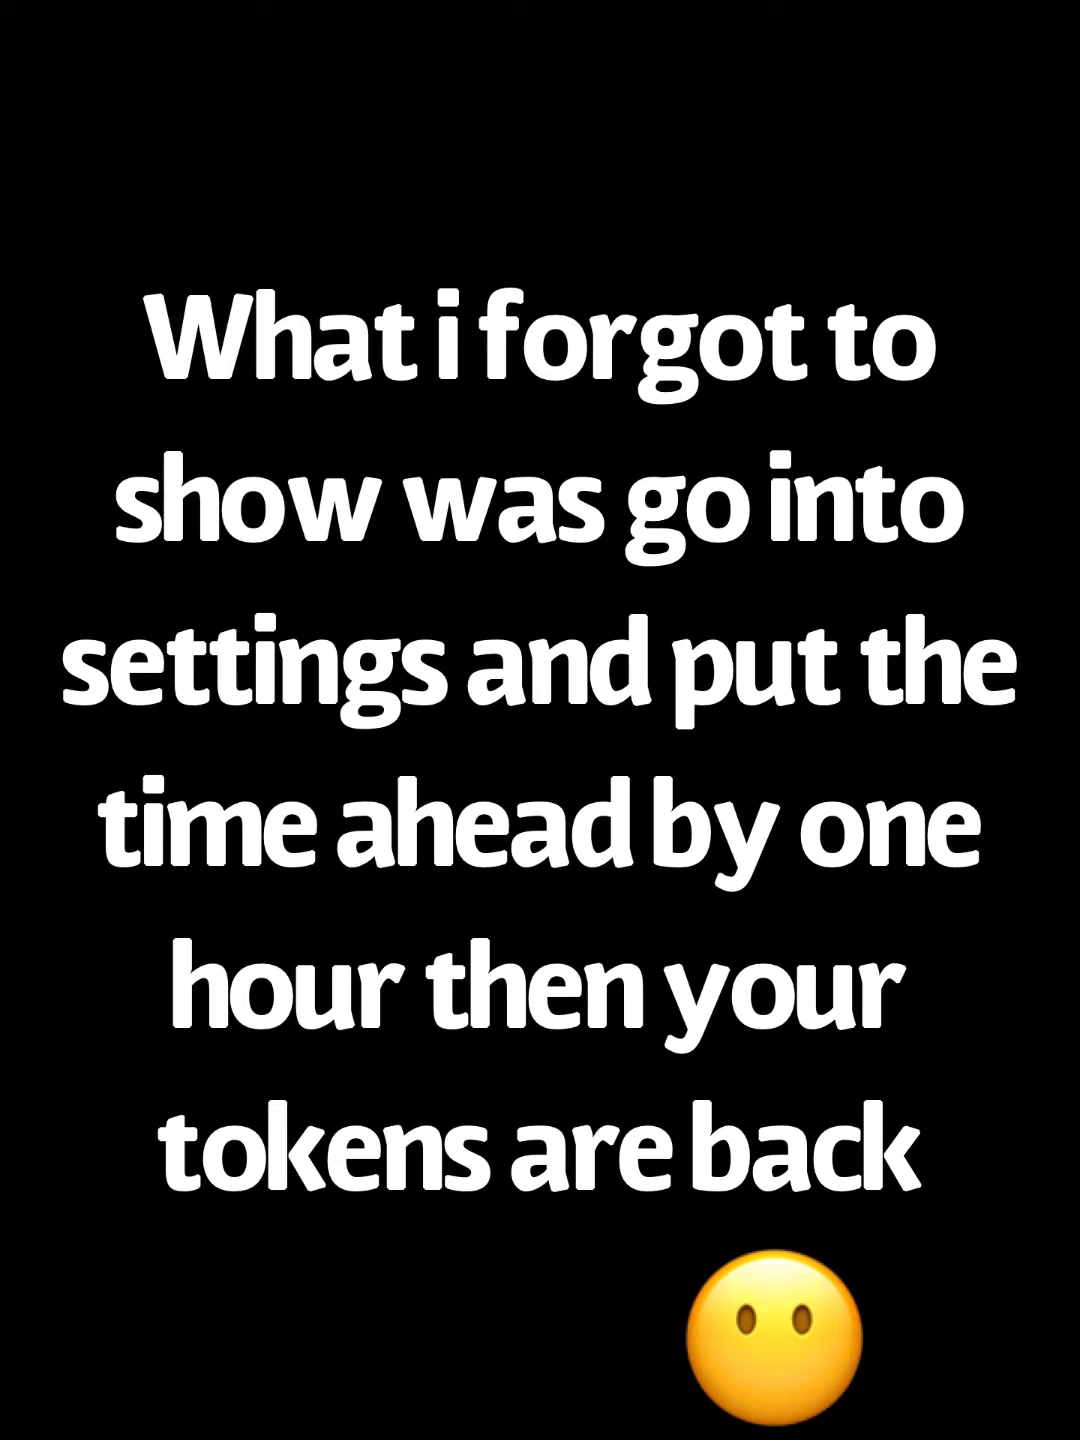 What i forgot to
show was go into
settings and put the
time ahead by one
hour then your
tokens are back